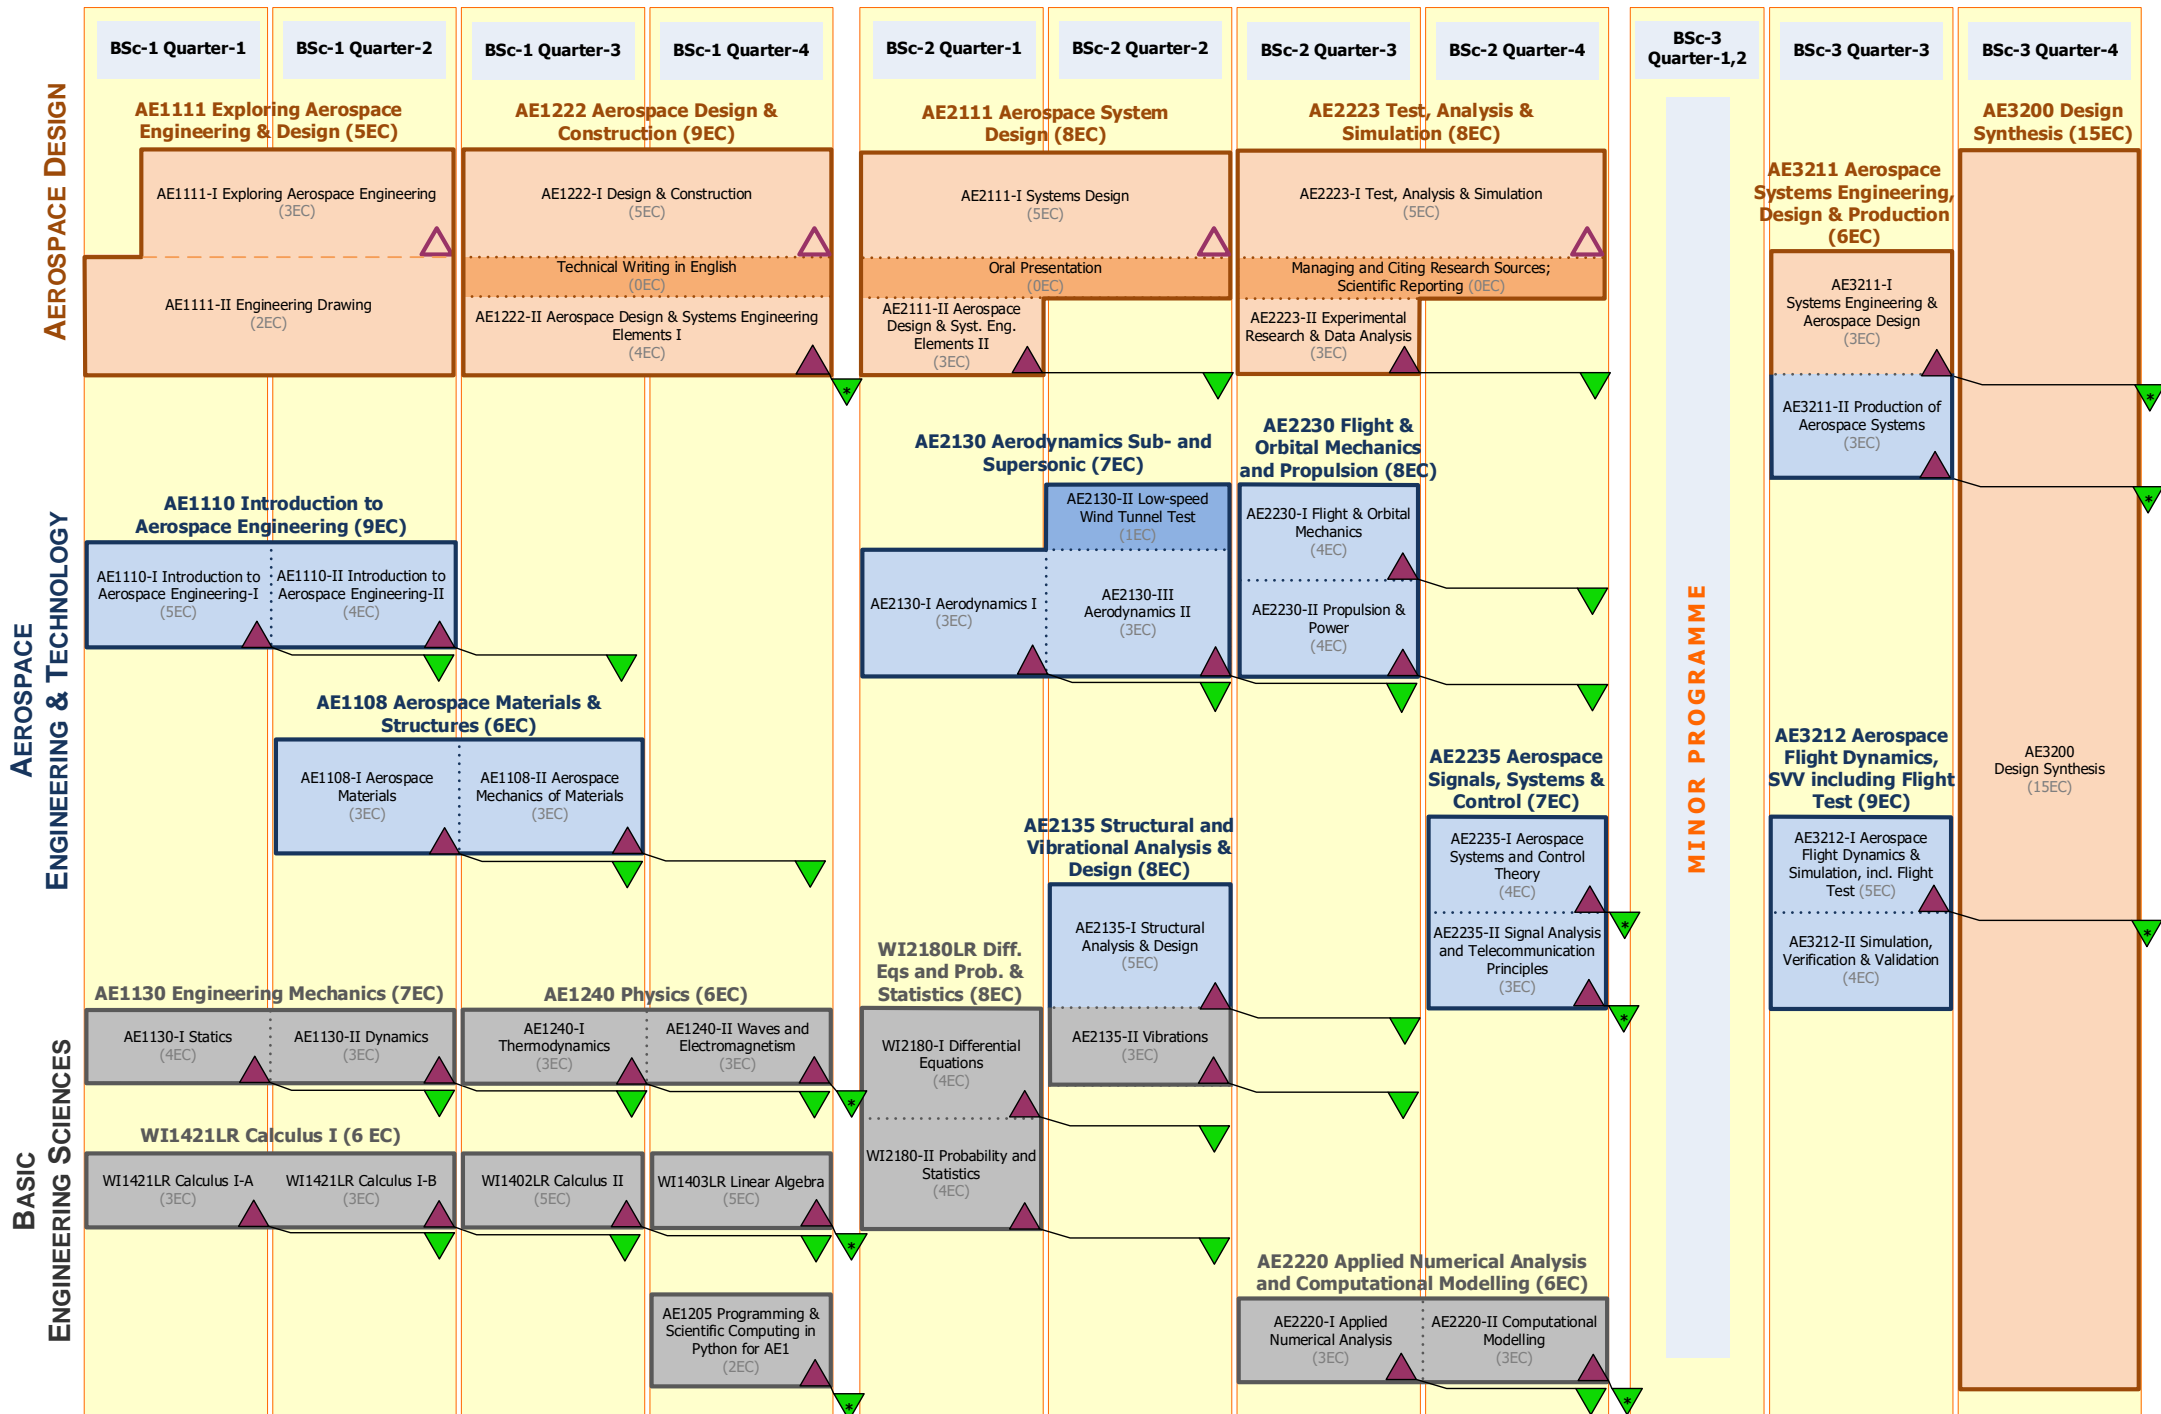 BSc-1 Quarter-1
BSc-1 Quarter-2
BSc-1 Quarter-3
BSc-1 Quarter-4
BSc-2 Quarter-1
BSc-2 Quarter-2
BSc-2 Quarter-3
BSc-2 Quarter-4
BSc-3
Quarter-1,2
BSc-3 Quarter-3
BSc-3 Quarter-4
AEROSPACE DESIGN
AE1111 Exploring Aerospace
Engineering & Design (5EC)
AE1111-I Exploring Aerospace Engineering
(3EC)
AE1111-II Engineering Drawing
(2EC)
AE1222 Aerospace Design &
Construction (9EC)
AE1222-I Design & Construction
(5EC)
Technical Writing in English
(0EC)
AE1222-II Aerospace Design & Systems Engineering
Elements I
(4EC)
*
AE2111 Aerospace System
Design (8EC)
AE2111-I Systems Design
(5EC)
Oral Presentation
(0EC)
AE2111-II Aerospace
Design & Syst. Eng.
Elements II
(3EC)
AE2223 Test, Analysis &
Simulation (8EC)
AE2223-I Test, Analysis & Simulation
(5EC)
Managing and Citing Research Sources;
Scientific Reporting (0EC)
AE2223-II Experimental
Research & Data Analysis
(3EC)
AE3211 Aerospace
Systems Engineering,
Design & Production
(6EC)
AE3211-I
Systems Engineering &
Aerospace Design
(3EC)
*
AE3211-II Production of
Aerospace Systems
(3EC)
*
AE3200 Design
Synthesis (15EC)
AE3200
Design Synthesis
(15EC)
MINOR PROGRAMME
AEROSPACE
ENGINEERING & TECHNOLOGY
AE1110 Introduction to
Aerospace Engineering (9EC)
AE1110-I Introduction to
Aerospace Engineering-I
(5EC)
AE1110-II Introduction to
Aerospace Engineering-II
(4EC)
AE1108 Aerospace Materials &
Structures (6EC)
AE1108-I Aerospace
Materials
(3EC)
AE1108-II Aerospace
Mechanics of Materials
(3EC)
AE2130 Aerodynamics Sub- and
Supersonic (7EC)
AE2130-II Low-speed
Wind Tunnel Test
(1EC)
AE2130-I Aerodynamics I
(3EC)
AE2130-III
Aerodynamics II
(3EC)
AE2230 Flight &
Orbital Mechanics
and Propulsion (8EC)
AE2230-I Flight & Orbital
Mechanics
(4EC)
AE2230-II Propulsion &
Power
(4EC)
AE2135 Structural and
Vibrational Analysis &
Design (8EC)
AE2135-I Structural
Analysis & Design
(5EC)
AE2135-II Vibrations
(3EC)
AE2235 Aerospace
Signals, Systems &
Control (7EC)
AE2235-I Aerospace
Systems and Control
Theory
(4EC)
*
AE2235-II Signal Analysis
and Telecommunication
Principles
(3EC)
*
AE3212 Aerospace
Flight Dynamics,
SVV including Flight
Test (9EC)
AE3212-I Aerospace
Flight Dynamics &
Simulation, incl. Flight
Test (5EC)
*
AE3212-II Simulation,
Verification & Validation
(4EC)
BASIC
ENGINEERING SCIENCES
AE1130 Engineering Mechanics (7EC)
AE1130-I Statics
(4EC)
AE1130-II Dynamics
(3EC)
AE1240 Physics (6EC)
AE1240-I
Thermodynamics
(3EC)
AE1240-II Waves and
Electromagnetism
(3EC)
*
WI1421LR Calculus I (6 EC)
WI1421LR Calculus I-A
(3EC)
WI1421LR Calculus I-B
(3EC)
WI1402LR Calculus II
(5EC)
WI1403LR Linear Algebra
(5EC)
*
AE1205 Programming &
Scientific Computing in
Python for AE1
(2EC)
*
WI2180LR Diff.
Eqs and Prob. &
Statistics (8EC)
WI2180-I Differential
Equations
(4EC)
WI2180-II Probability and
Statistics
(4EC)
AE2220 Applied Numerical Analysis
and Computational Modelling (6EC)
AE2220-I Applied
Numerical Analysis
(3EC)
AE2220-II Computational
Modelling
(3EC)
*